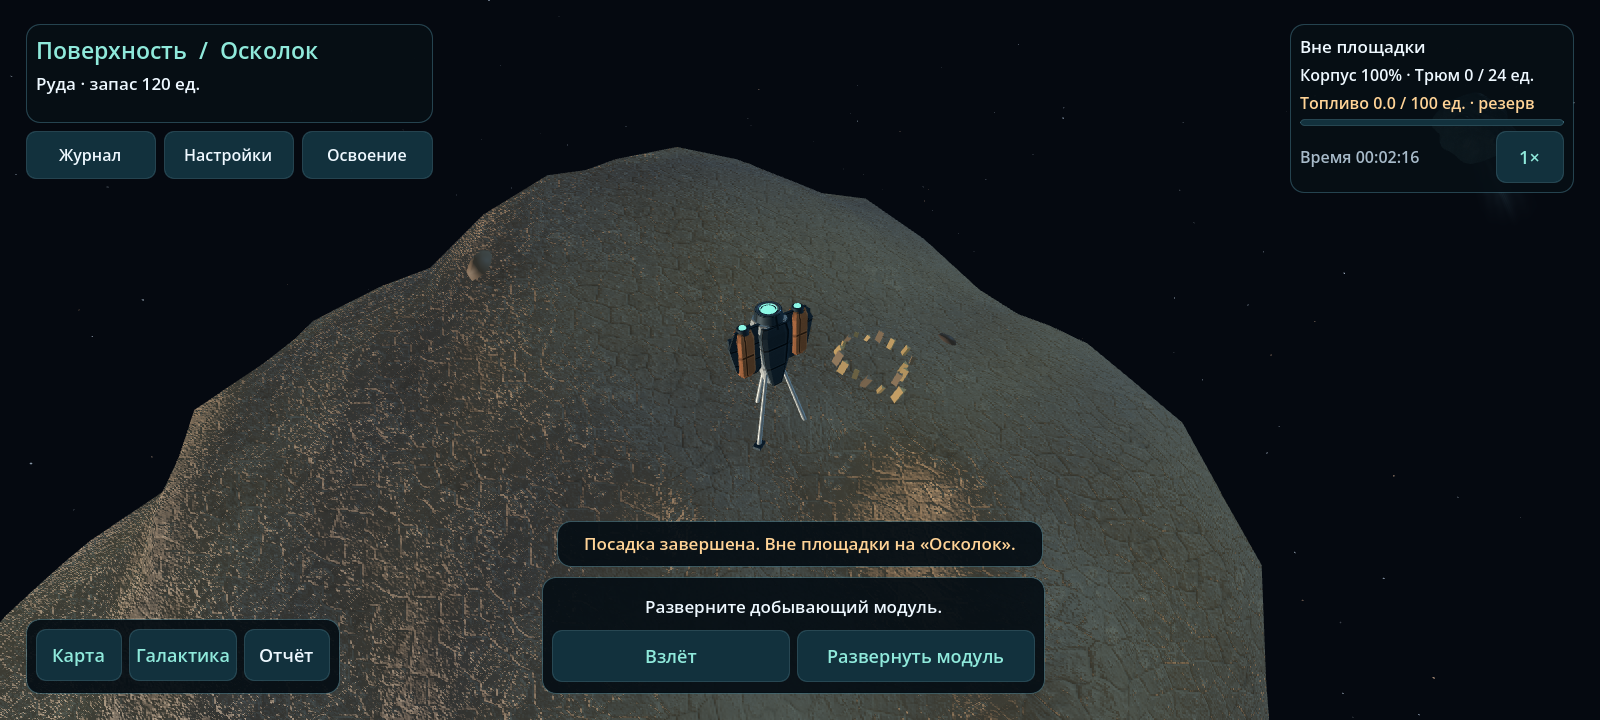 Поверхность / Осколок
Руда · запас 120 ед.
Журнал
Настройки
Освоение
Вне площадки
Корпус 100% · Трюм 0 / 24 ед.
Топливо 0.0 / 100 ед. · резерв
Время 00:02:16
1×
Посадка завершена. Вне площадки на «Осколок».
Разверните добывающий модуль.
Взлёт
Развернуть модуль
Карта
Галактика
Отчёт